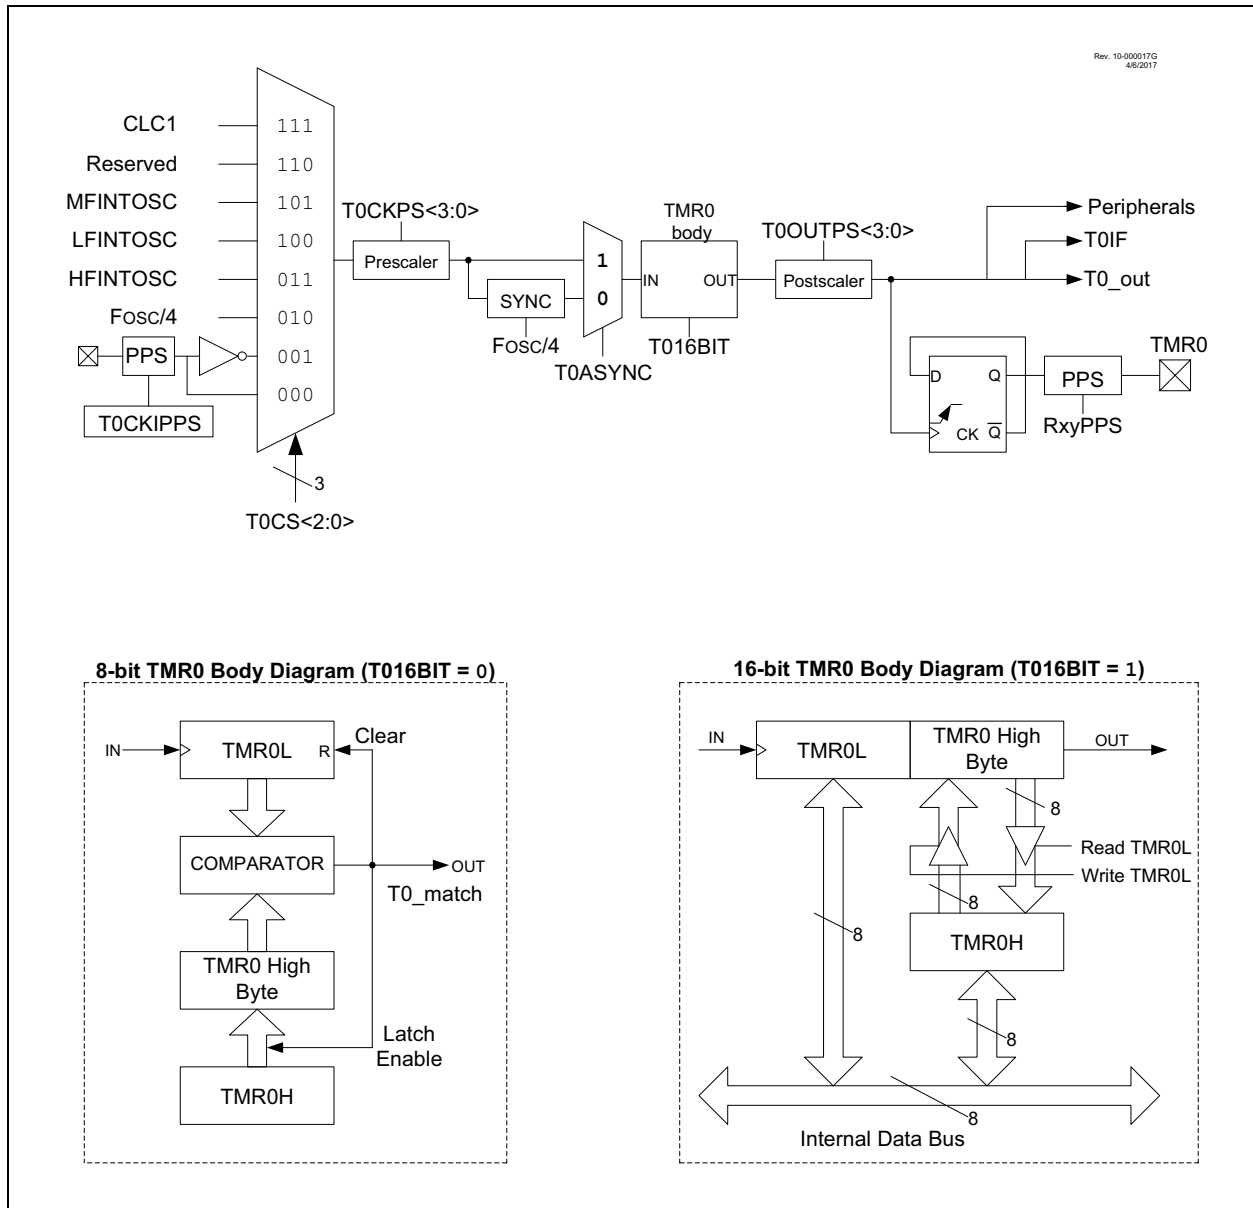 Rev. 10-000017G
4/6/2017
CLC1
111
Reserved
110
MFINTOSC
101
LFINTOSC
100
HFINTOSC
011
FOSC/4
010
PPS
001
000
T0CKIPPS
3
T0CS<2:0>
T0CKPS<3:0>
Prescaler
SYNC
FOSC/4
1
0
T0ASYNC
TMR0
body
IN
OUT
T016BIT
T0OUTPS<3:0>
Postscaler
Peripherals
T0IF
T0_out
D
Q
CK
Q
PPS
RxyPPS
TMR0
8-bit TMR0 Body Diagram (T016BIT = 0)
IN
TMR0L
R
Clear
COMPARATOR
OUT
T0_match
TMR0 High
Byte
Latch
Enable
TMR0H
16-bit TMR0 Body Diagram (T016BIT = 1)
IN
TMR0L
TMR0 High
Byte
OUT
8
Read TMR0L
Write TMR0L
8
TMR0H
8
8
8
Internal Data Bus